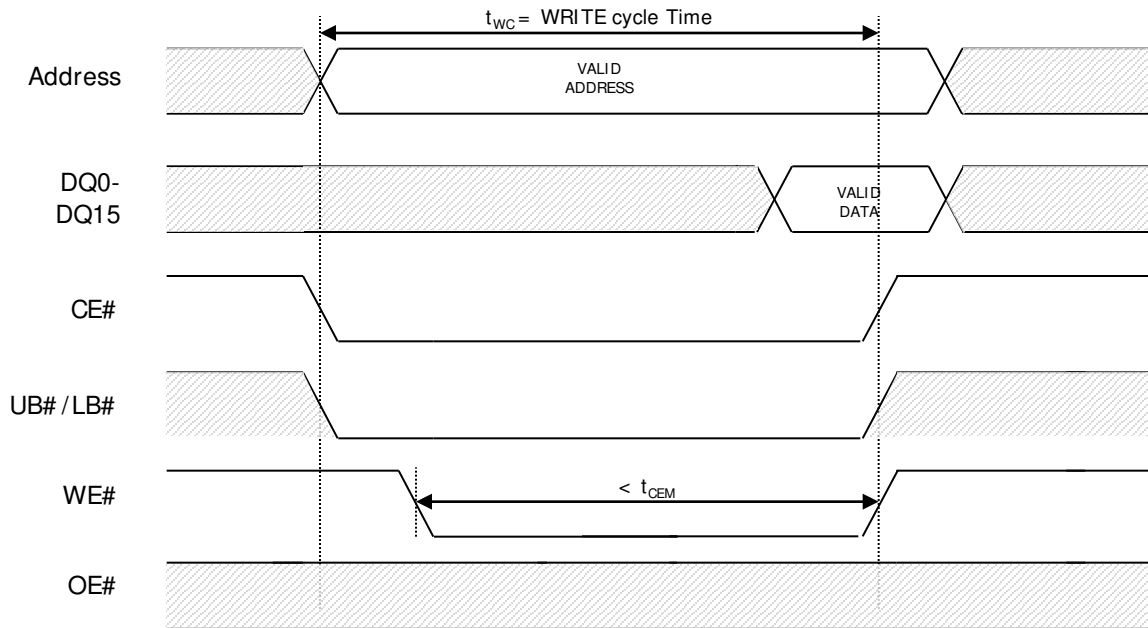 tWC = WRITE cycle Time
Address
VALID
ADDRESS
DQ0-
DQ15
VALID
DATA
CE#
UB# / LB#
WE#
< tCEM
OE#